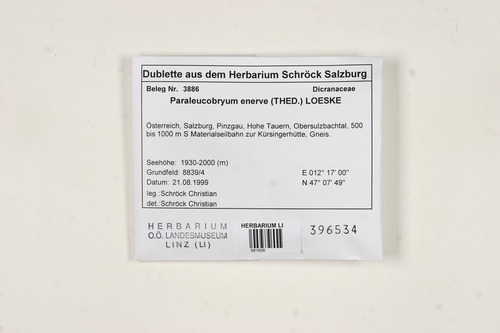 Dublette aus dem Herbarium Schröck Salzburg
Beleg Nr. 3886 Dicranaceae
Paraleucobryum enerve (THED.) LOESKE
Österreich, Salzburg, Pinzgau, Hohe Tauern, Obersulzbachtal, 500
bis 1000 m S Materialseilbahn zur Kürsingerhütte, Gneis.
Seehöhe: 1930-2000 (m)
Grundfeld: 8839/4 E 012° 17' 00"
Datum: 21.08.1999 N 47° 07' 49"
leg.:Schröck Christian
det.:Schröck Christian
HERBARIUM
O.Ö. LANDESMUSEUM
LINZ (LI)
HERBARIUM LI
396534